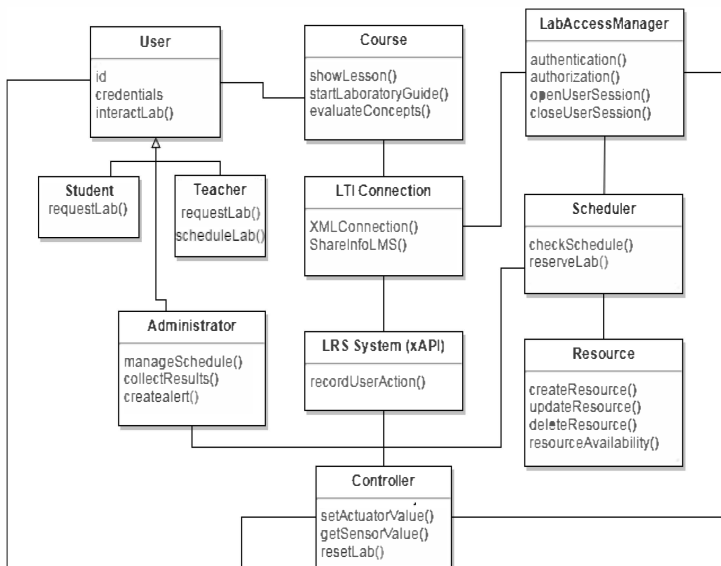 User
id
credentials
interactLab()
Course
showLesson()
startLaboratoryGuide()
evaluateConcepts()
LabAccessManager
authentication()
authorization()
openUserSession()
closeUserSession()
Student
requestLab()
Teacher
requestLab()
scheduleLab()
LTI Connection
XMLConnection()
ShareInfoLMS()
Scheduler
checkSchedule()
reserveLab()
Administrator
manageSchedule()
collectResults()
createalert()
LRS System (xAPI)
recordUserAction()
Resource
createResource()
updateResource()
deleteResource()
resourceAvailability()
Controller
setActuatorValue()
getSensorValue()
resetLab()